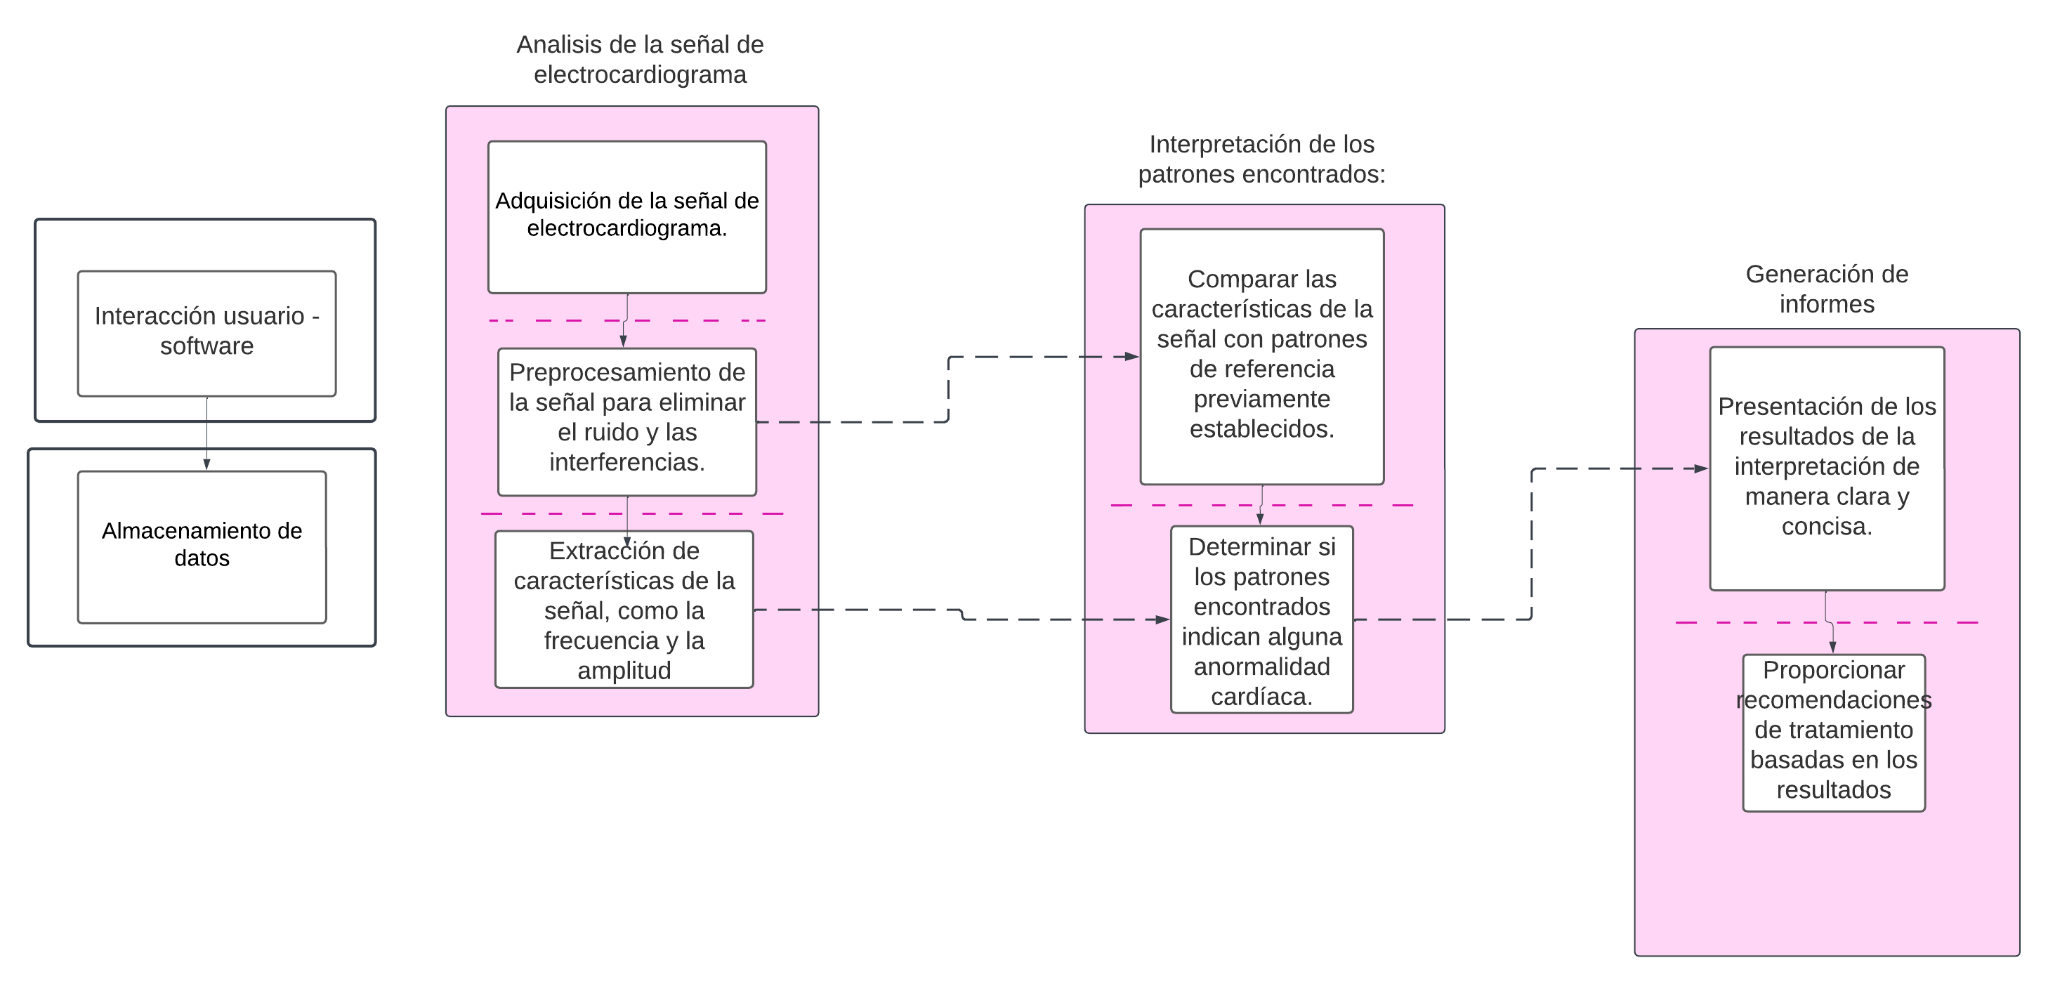 Interacción usuario -
software
Almacenamiento de
datos
Analisis de la señal de
electrocardiograma
Adquisición de la señal de
electrocardiograma.
Preprocesamiento de
la señal para eliminar
el ruido y las
interferencias.
Extracción de
características de la
señal, como la
frecuencia y la
amplitud
Interpretación de los
patrones encontrados:
Comparar las
características de la
señal con patrones
de referencia
previamente
establecidos.
Determinar si
los patrones
encontrados
indican alguna
anormalidad
cardíaca.
Generación de
informes
Presentación de los
resultados de la
interpretación de
manera clara y
concisa.
Proporcionar
recomendaciones
de tratamiento
basadas en los
resultados